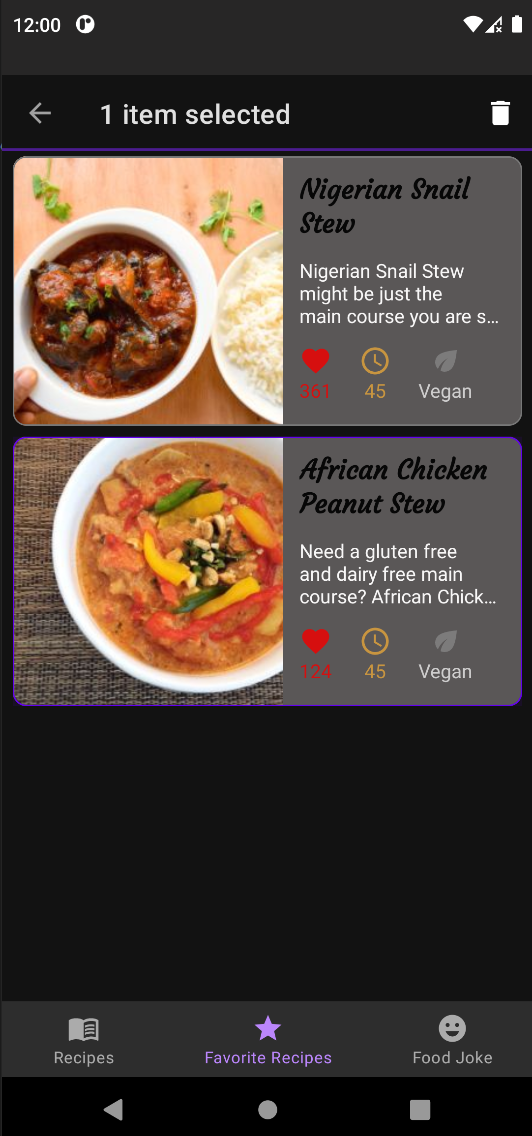 12:00
1 item selected
Nigerian Snail
Stew
Nigerian Snail Stew
might be just the
main course you are s...
361 45 Vegan
African Chicken
Peanut Stew
Need a gluten free
and dairy free main
course? African Chick...
124 45 Vegan
Recipes Favorite Recipes Food Joke